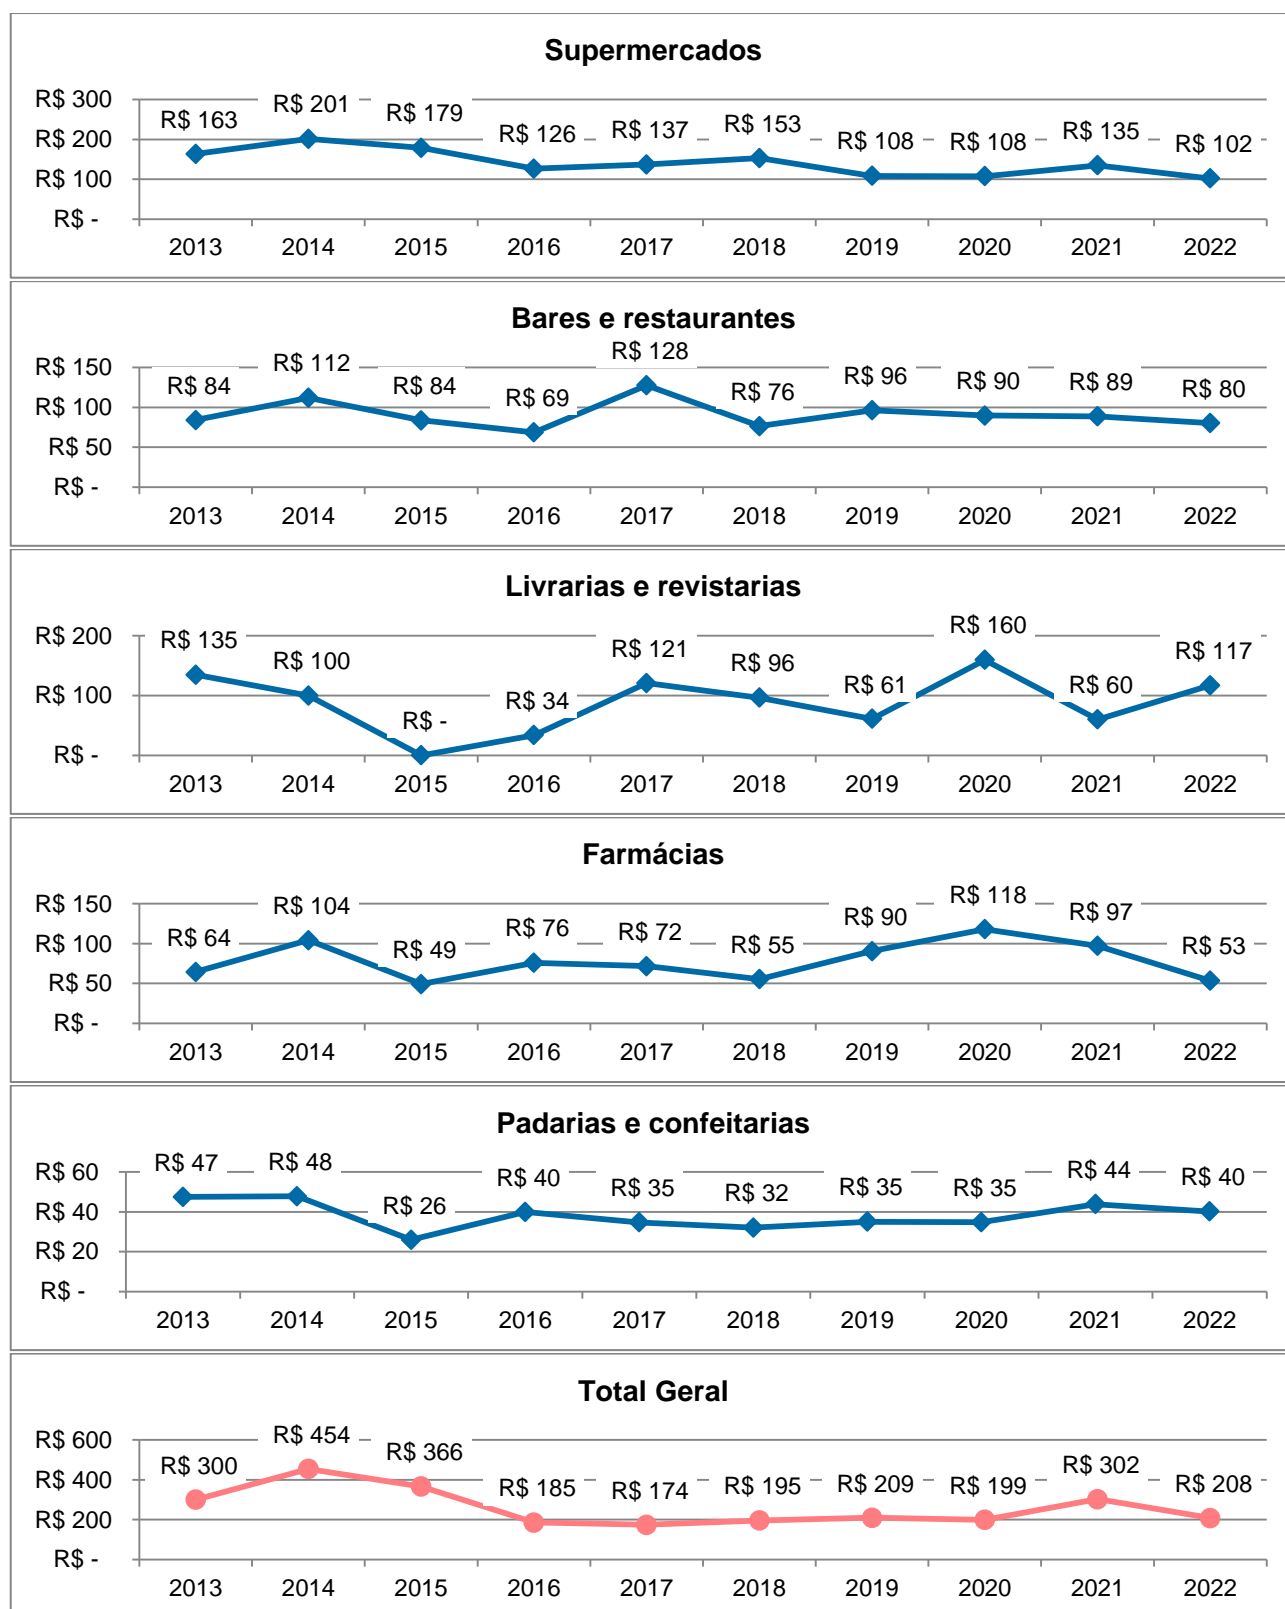 Supermercados
R$ 300
R$ 200
R$ 100
R$ -
R$ 163
R$ 201
R$ 179
R$ 126
R$ 137
R$ 153
R$ 108
R$ 108
R$ 135
R$ 102
2013 2014 2015 2016 2017 2018 2019 2020 2021 2022
Bares e restaurantes
R$ 150
R$ 100
R$ 50
R$ -
R$ 84
R$ 112
R$ 84
R$ 69
R$ 128
R$ 76
R$ 96
R$ 90
R$ 89
R$ 80
2013 2014 2015 2016 2017 2018 2019 2020 2021 2022
Livrarias e revistarias
R$ 200
R$ 100
R$ -
R$ 135
R$ 100
R$ -
R$ 34
R$ 121
R$ 96
R$ 61
R$ 160
R$ 60
R$ 117
2013 2014 2015 2016 2017 2018 2019 2020 2021 2022
Farmácias
R$ 150
R$ 100
R$ 50
R$ -
R$ 64
R$ 104
R$ 49
R$ 76
R$ 72
R$ 55
R$ 90
R$ 118
R$ 97
R$ 53
2013 2014 2015 2016 2017 2018 2019 2020 2021 2022
Padarias e confeitarias
R$ 60
R$ 40
R$ 20
R$ -
R$ 47
R$ 48
R$ 26
R$ 40
R$ 35
R$ 32
R$ 35
R$ 35
R$ 44
R$ 40
2013 2014 2015 2016 2017 2018 2019 2020 2021 2022
Total Geral
R$ 600
R$ 400
R$ 200
R$ -
R$ 300
R$ 454
R$ 366
R$ 185
R$ 174
R$ 195
R$ 209
R$ 199
R$ 302
R$ 208
2013 2014 2015 2016 2017 2018 2019 2020 2021 2022